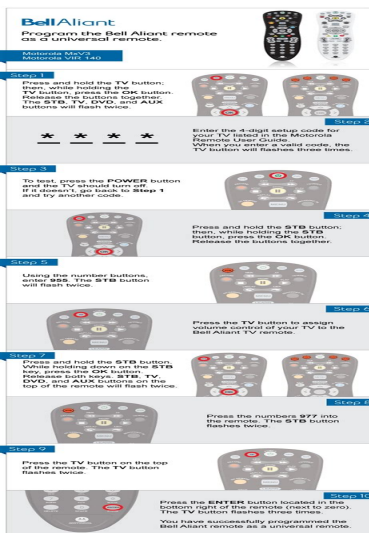 BellAliant
Program the Bell Aliant remote
as a universal remote.
Motorola MxV3
Motorola VIR 140
Step 1
Press and hold the TV button;
then, while holding the
TV button, press the OK button.
Release the buttons together.
The STB, TV, DVD, and AUX
buttons will flash twice.
Step 2
* * * *
Enter the 4-digit setup code for
your TV listed in the Motorola
Remote User Guide.
When you enter a valid code, the
TV button will flashes three times.
Step 3
To test, press the POWER button
and the TV should turn off.
If it doesn't, go back to Step 1
and try another code.
Step 4
Press and hold the STB button;
then, while holding the STB
button, press the OK button.
Release the buttons together.
Step 5
Using the number buttons,
enter 955. The STB button
will flash twice.
Step 6
Press the TV button to assign
volume control of your TV to the
Bell Aliant TV remote.
Step 7
Press and hold the STB button.
While holding down on the STB
key, press the OK button.
Release both keys. STB, TV,
DVD, and AUX buttons on the
top of the remote will flash twice.
Step 8
Press the numbers 977 into
the remote. The STB button
flashes twice.
Step 9
Press the TV button on the top
of the remote. The TV button
flashes twice.
Step 10
Press the ENTER button located in the
bottom right of the remote (next to zero).
The TV button flashes three times.
You have successfully programmed the
Bell Aliant remote as a universal remote.